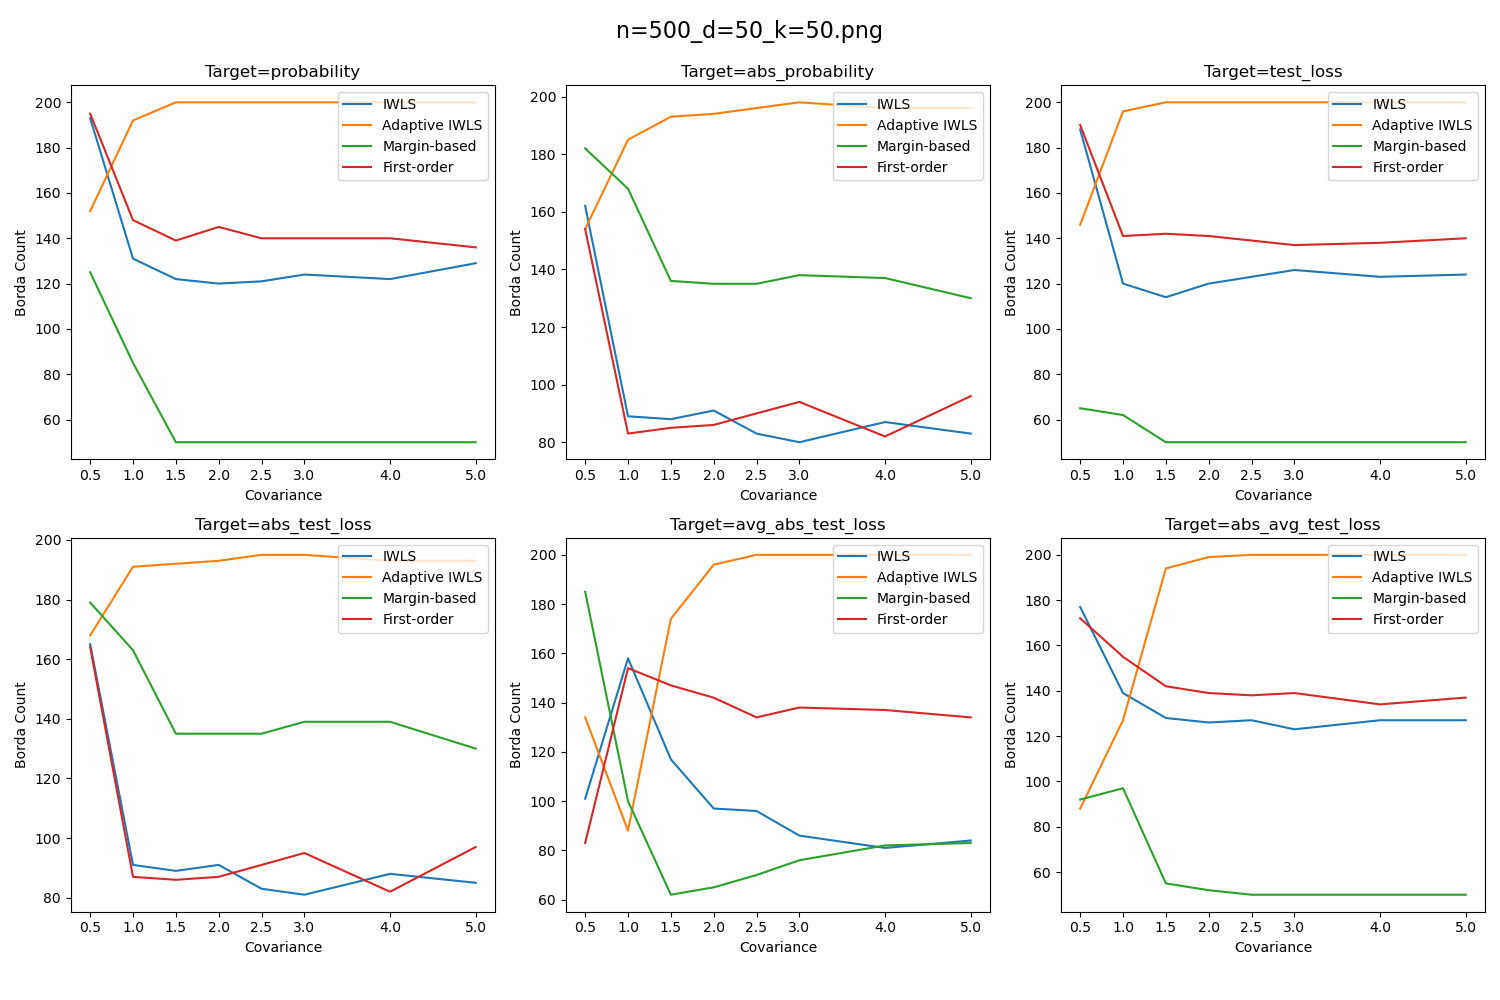 n=500_d=50_k=50.png
Target=probability
200
180
160
140
120
100
80
60
Borda Count
0.5 1.0 1.5 2.0 2.5 3.0 4.0 5.0
Covariance
IWLS
Adaptive IWLS
Margin-based
First-order
Target=abs_probability
200
180
160
140
120
100
80
Borda Count
0.5 1.0 1.5 2.0 2.5 3.0 4.0 5.0
Covariance
IWLS
Adaptive IWLS
Margin-based
First-order
Target=test_loss
200
180
160
140
120
100
80
60
Borda Count
0.5 1.0 1.5 2.0 2.5 3.0 4.0 5.0
Covariance
IWLS
Adaptive IWLS
Margin-based
First-order
Target=abs_test_loss
200
180
160
140
120
100
80
Borda Count
0.5 1.0 1.5 2.0 2.5 3.0 4.0 5.0
Covariance
IWLS
Adaptive IWLS
Margin-based
First-order
Target=avg_abs_test_loss
200
180
160
140
120
100
80
60
Borda Count
0.5 1.0 1.5 2.0 2.5 3.0 4.0 5.0
Covariance
IWLS
Adaptive IWLS
Margin-based
First-order
Target=abs_avg_test_loss
200
180
160
140
120
100
80
60
Borda Count
0.5 1.0 1.5 2.0 2.5 3.0 4.0 5.0
Covariance
IWLS
Adaptive IWLS
Margin-based
First-order